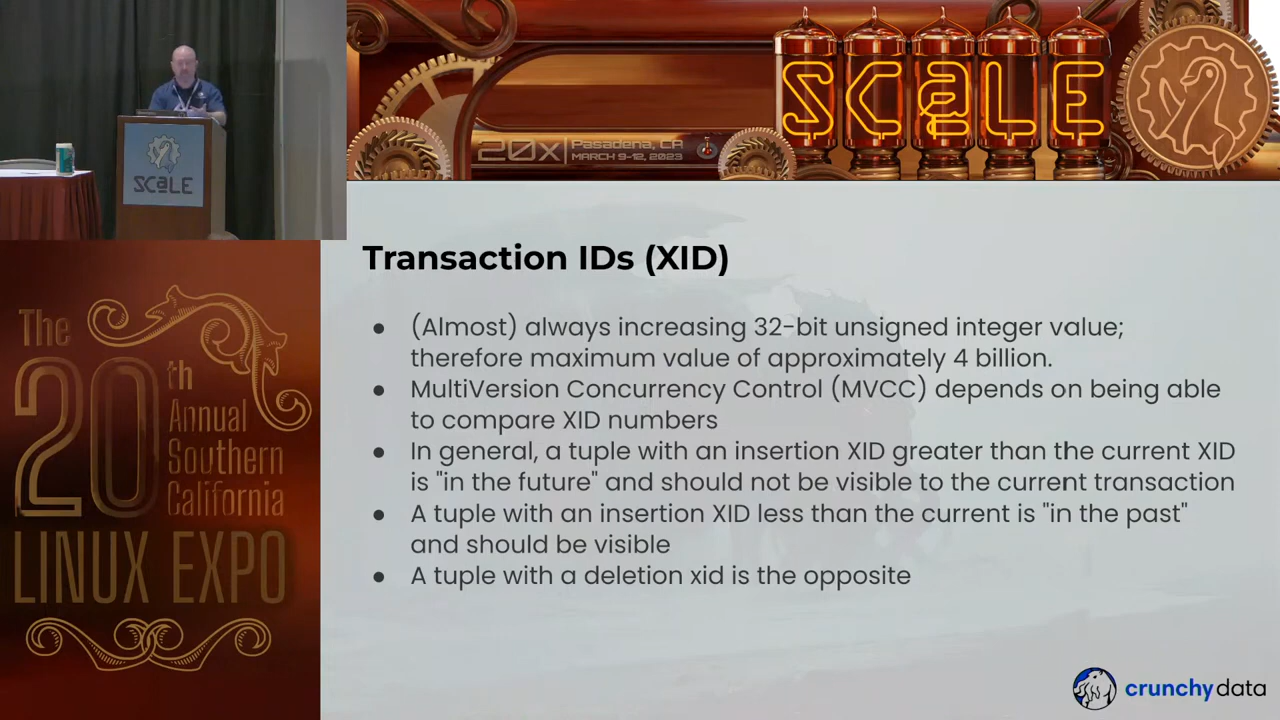 SCaLE
20x
Pasadena, CA
MARCH 9-12, 2023
SCaLE
The
20th
Annual
Southern
California
LINUX EXPO
Transaction IDs (XID)
● (Almost) always increasing 32-bit unsigned integer value;
therefore maximum value of approximately 4 billion.
● MultiVersion Concurrency Control (MVCC) depends on being able
to compare XID numbers
● In general, a tuple with an insertion XID greater than the current XID
is "in the future" and should not be visible to the current transaction
● A tuple with an insertion XID less than the current is "in the past"
and should be visible
● A tuple with a deletion xid is the opposite
crunchydata